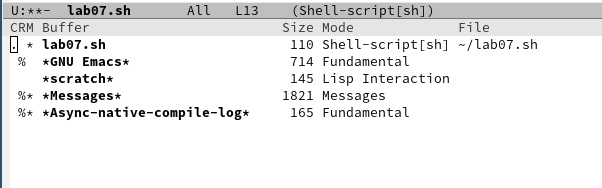 U:**-  lab07.sh       All   L13    (Shell-script[sh])
CRM Buffer                Size Mode             File
. * lab07.sh               110 Shell-script[sh] ~/lab07.sh
 %  *GNU Emacs*            714 Fundamental
    *scratch*              145 Lisp Interaction
 %* *Messages*            1821 Messages
 %* *Async-native-compile-log*     165 Fundamental